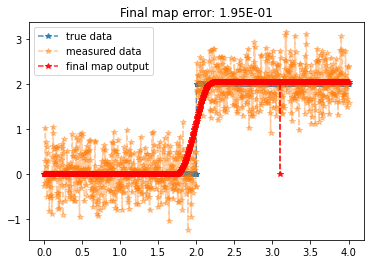 Final map error: 1.95E-01
true data
measured data
final map output
3
2
1
0
−1
0.0 0.5 1.0 1.5 2.0 2.5 3.0 3.5 4.0